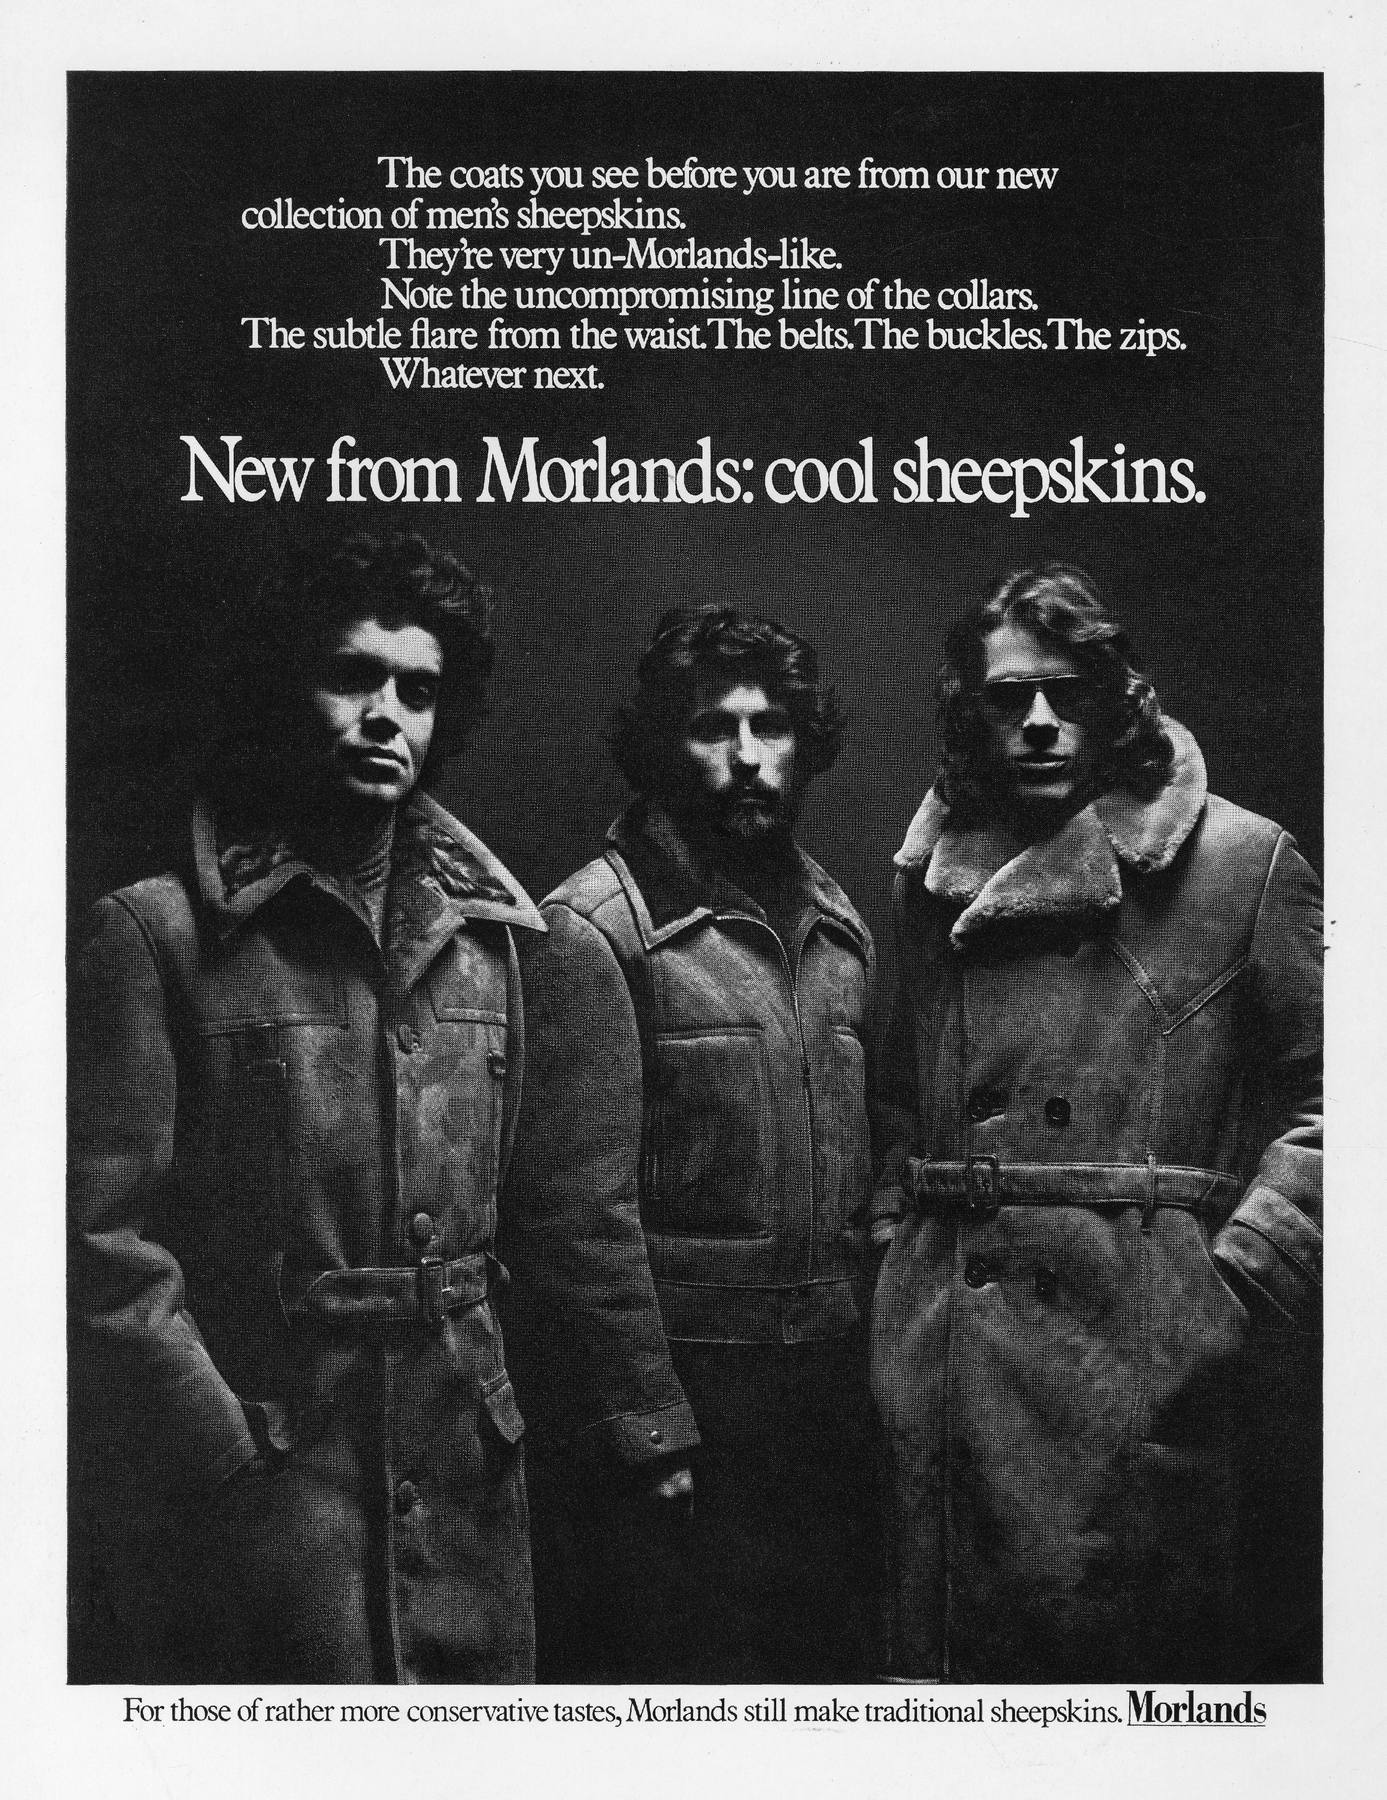 The coats you see before you are from our new
collection of men's sheepskins.
They're very un-Morlands-like.
Note the uncompromising line of the collars.
The subtle flare from the waist. The belts. The buckles. The zips.
Whatever next.
New from Morlands: cool sheepskins.
For those of rather more conservative tastes, Morlands still make traditional sheepskins. Morlands